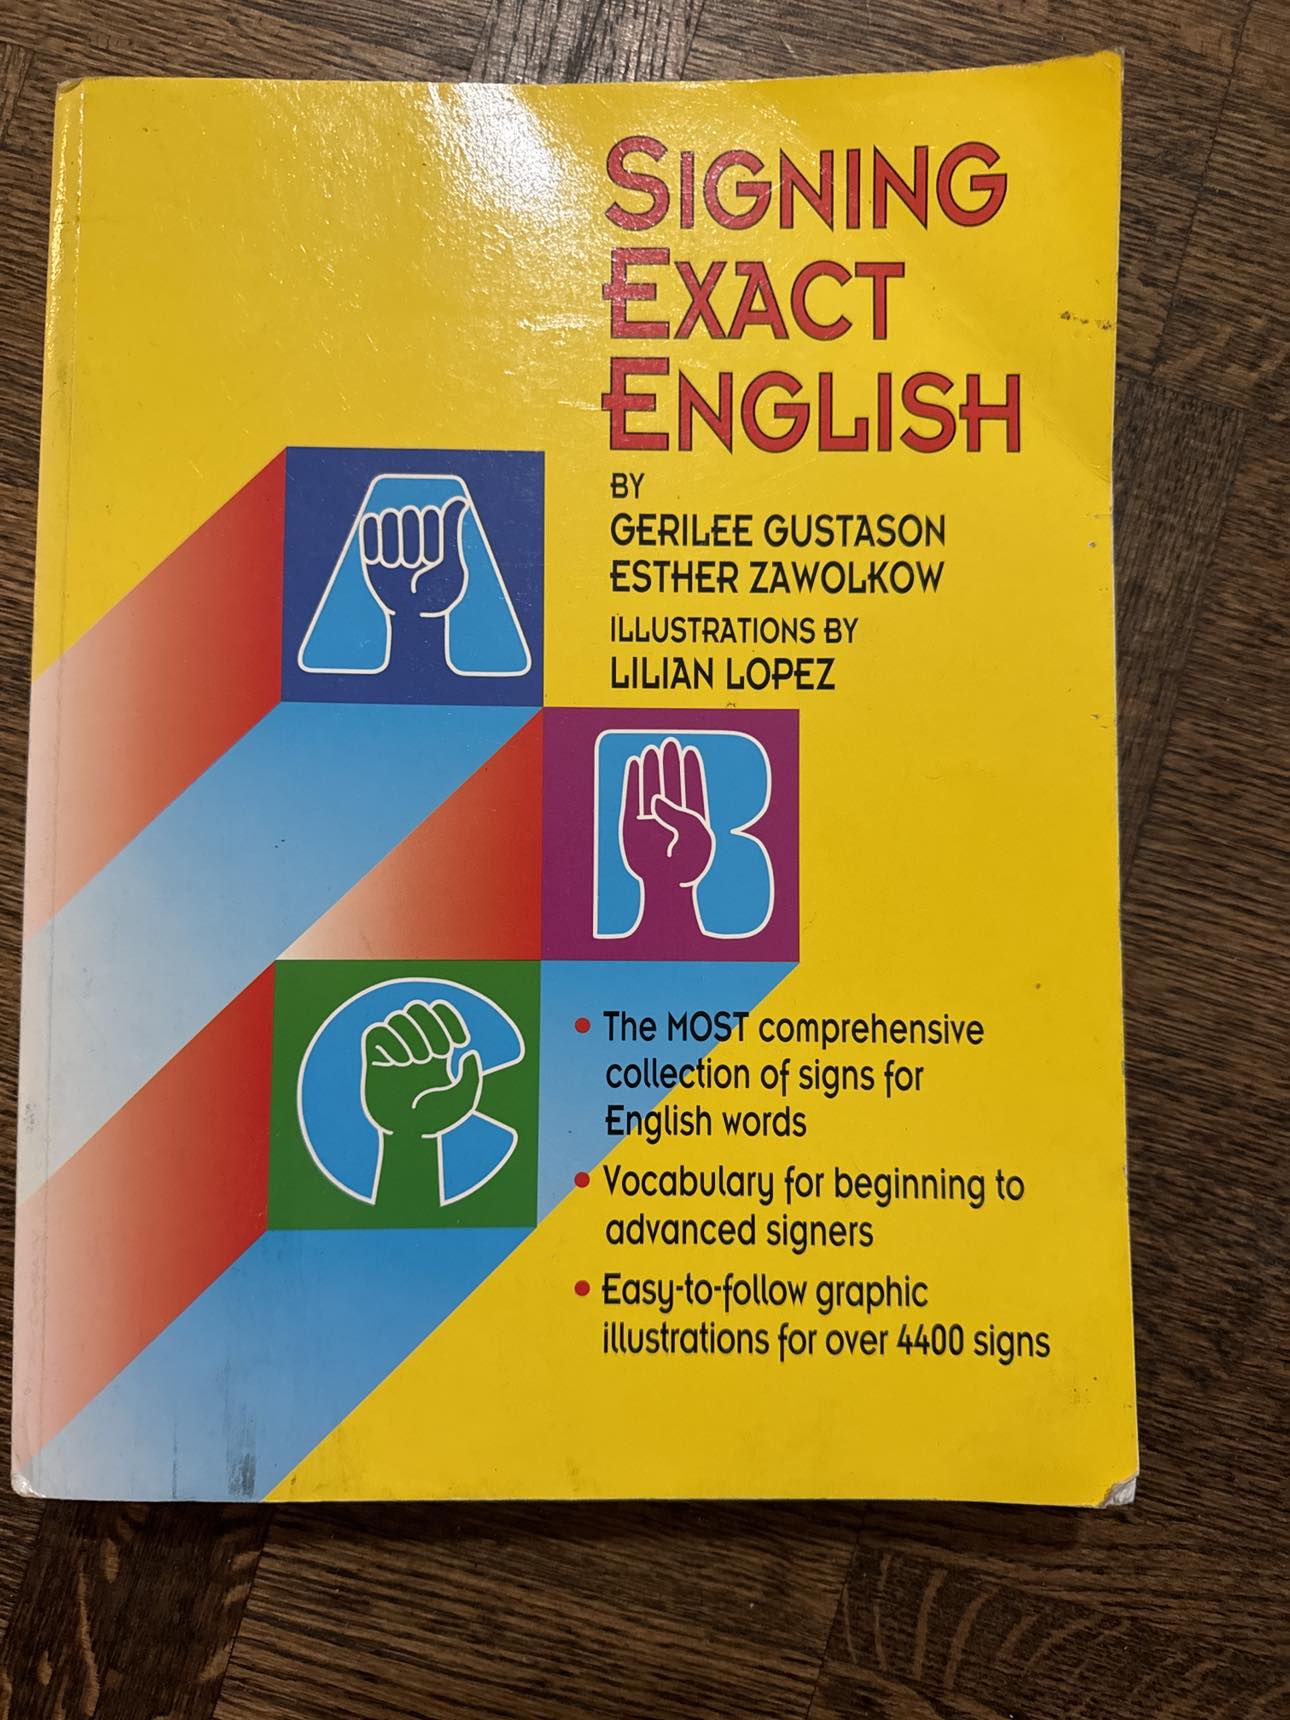 SIGNING
EXACT
ENGLISH
BY
GERILEE GUSTASON
ESTHER ZAWOLKOW
ILLUSTRATIONS BY
LILIAN LOPEZ
A
B
C
• The MOST comprehensive
collection of signs for
English words
• Vocabulary for beginning to
advanced signers
• Easy-to-follow graphic
illustrations for over 4400 signs